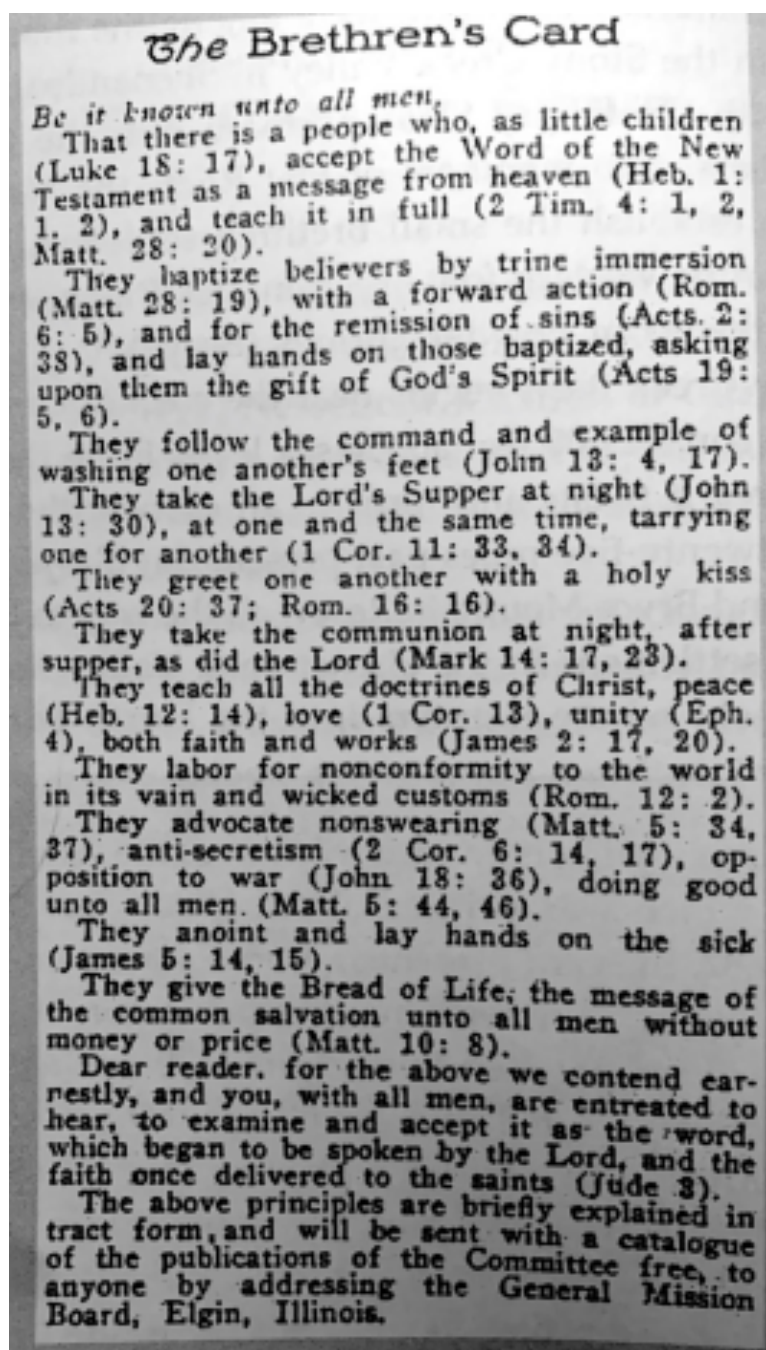 The Brethren's Card
Be it known unto all men,
That there is a people who, as little children
(Luke 18: 17), accept the Word of the New
Testament as a message from heaven (Heb. 1:
1, 2), and teach it in full (2 Tim. 4: 1, 2,
Matt. 28: 20).
They baptize believers by trine immersion
(Matt. 28: 19), with a forward action (Rom.
6: 5), and for the remission of sins (Acts. 2:
38), and lay hands on those baptized, asking
upon them the gift of God's Spirit (Acts 19:
5, 6).
They follow the command and example of
washing one another's feet (John 13: 4, 17).
They take the Lord's Supper at night (John
13: 30), at one and the same time, tarrying
one for another (1 Cor. 11: 33, 34).
They greet one another with a holy kiss
(Acts 20: 37; Rom. 16: 16).
They take the communion at night, after
supper, as did the Lord (Mark 14: 17, 23).
They teach all the doctrines of Christ, peace
(Heb. 12: 14), love (1 Cor. 13), unity (Eph.
4), both faith and works (James 2: 17, 20).
They labor for nonconformity to the world
in its vain and wicked customs (Rom. 12: 2).
They advocate nonswearing (Matt. 5: 34,
37), anti-secretism (2 Cor. 6: 14, 17), op-
position to war (John 18: 36), doing good
unto all men. (Matt. 5: 44, 46).
They anoint and lay hands on the sick
(James 5: 14, 15).
They give the Bread of Life, the message of
the common salvation unto all men without
money or price (Matt. 10: 8).
Dear reader, for the above we contend ear-
nestly, and you, with all men, are entreated to
hear, to examine and accept it as the word,
which began to be spoken by the Lord, and the
faith once delivered to the saints (Jude 3).
The above principles are briefly explained in
tract form, and will be sent with a catalogue
of the publications of the Committee free, to
anyone by addressing the General Mission
Board, Elgin, Illinois.